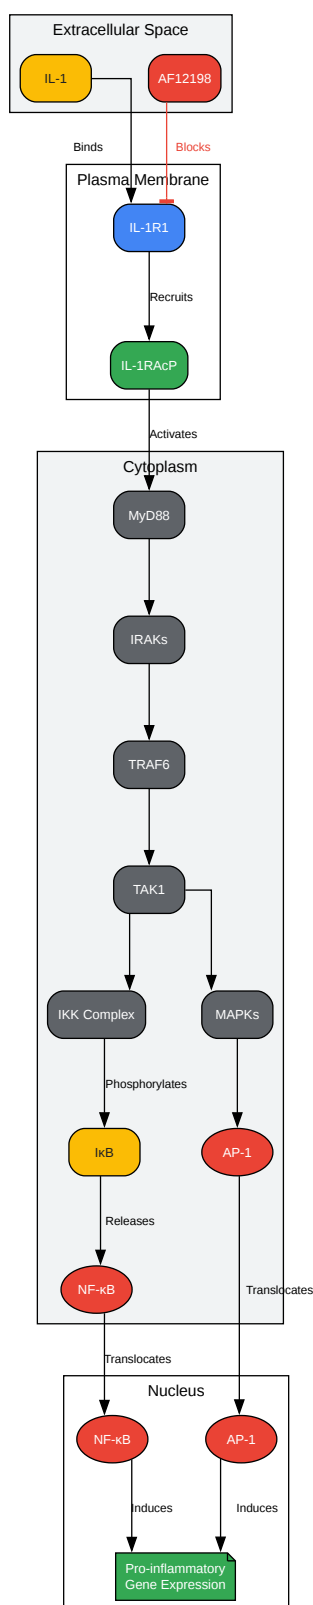 Extracellular Space
IL-1
AF12198
Binds
Blocks
Plasma Membrane
IL-1R1
Recruits
IL-1RAcP
Activates
Cytoplasm
MyD88
IRAKs
TRAF6
TAK1
IKK Complex
MAPKs
Phosphorylates
IκB
AP-1
Releases
NF-κB
Translocates
Translocates
Nucleus
NF-κB
AP-1
Induces
Induces
Pro-inflammatory
Gene Expression